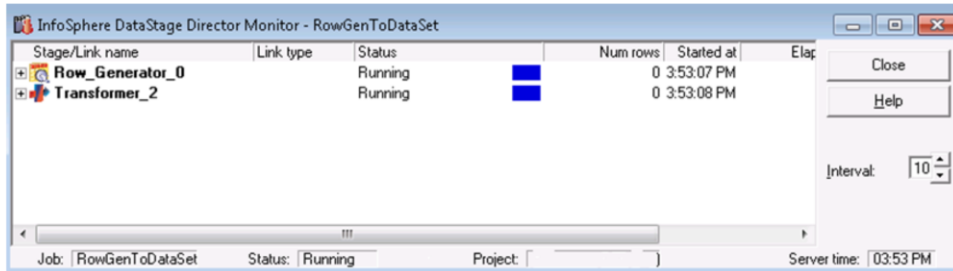 InfoSphere DataStage Director Monitor - RowGenToDataSet
Stage/Link name Link type Status Num rows Started at Elap
Row_Generator_0 Running 0 3:53:07 PM
Transformer_2 Running 0 3:53:08 PM
Close
Help
Interval: 10
Job: RowGenToDataSet Status: Running Project: Server time: 03:53 PM